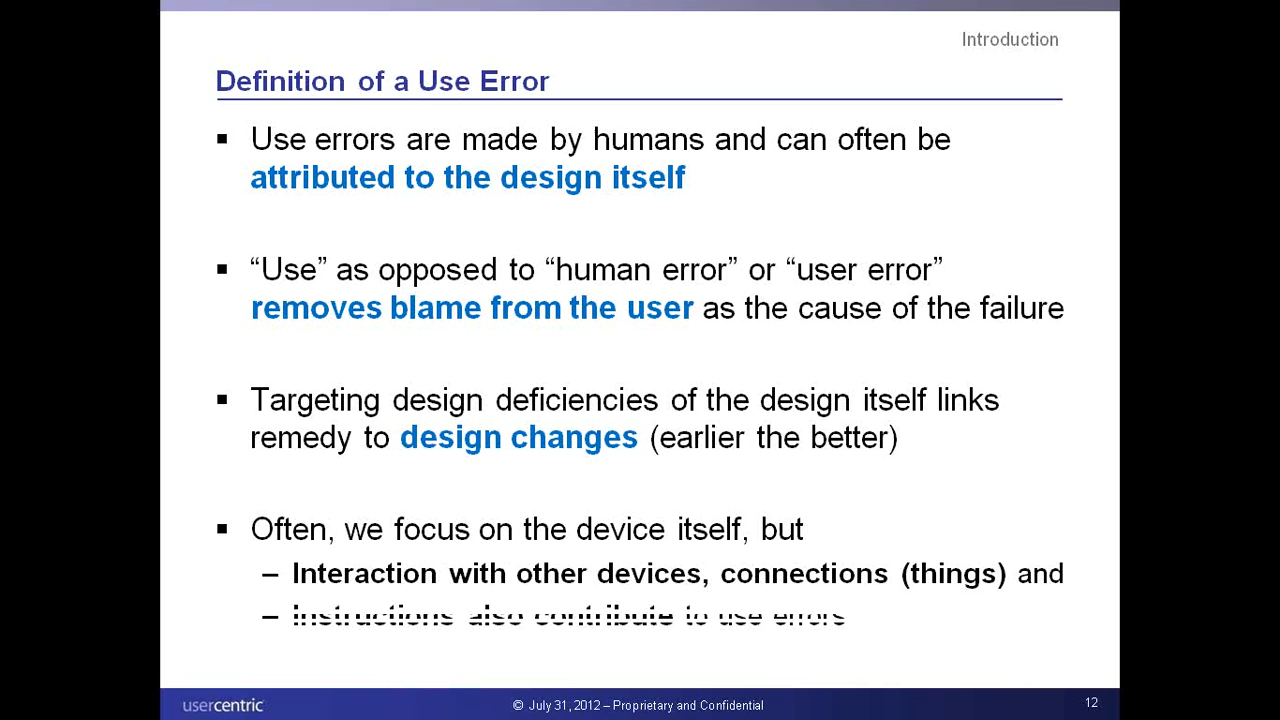 Introduction
Definition of a Use Error
▪ Use errors are made by humans and can often be
attributed to the design itself
▪ “Use” as opposed to “human error” or “user error”
removes blame from the user as the cause of the failure
▪ Targeting design deficiencies of the design itself links
remedy to design changes (earlier the better)
▪ Often, we focus on the device itself, but
– Interaction with other devices, connections (things) and
– Instructions also contribute to use errors
usercentric
© July 31, 2012 – Proprietary and Confidential
12